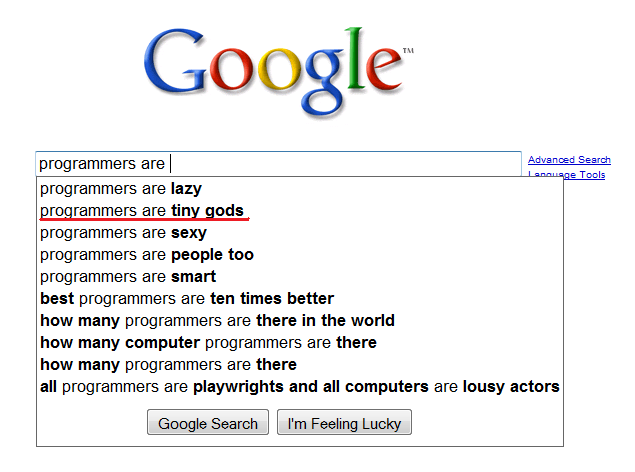 Google™
programmers are
Advanced Search
Language Tools
programmers are lazy
programmers are tiny gods
programmers are sexy
programmers are people too
programmers are smart
best programmers are ten times better
how many programmers are there in the world
how many computer programmers are there
how many programmers are there
all programmers are playwrights and all computers are lousy actors
Google Search I'm Feeling Lucky